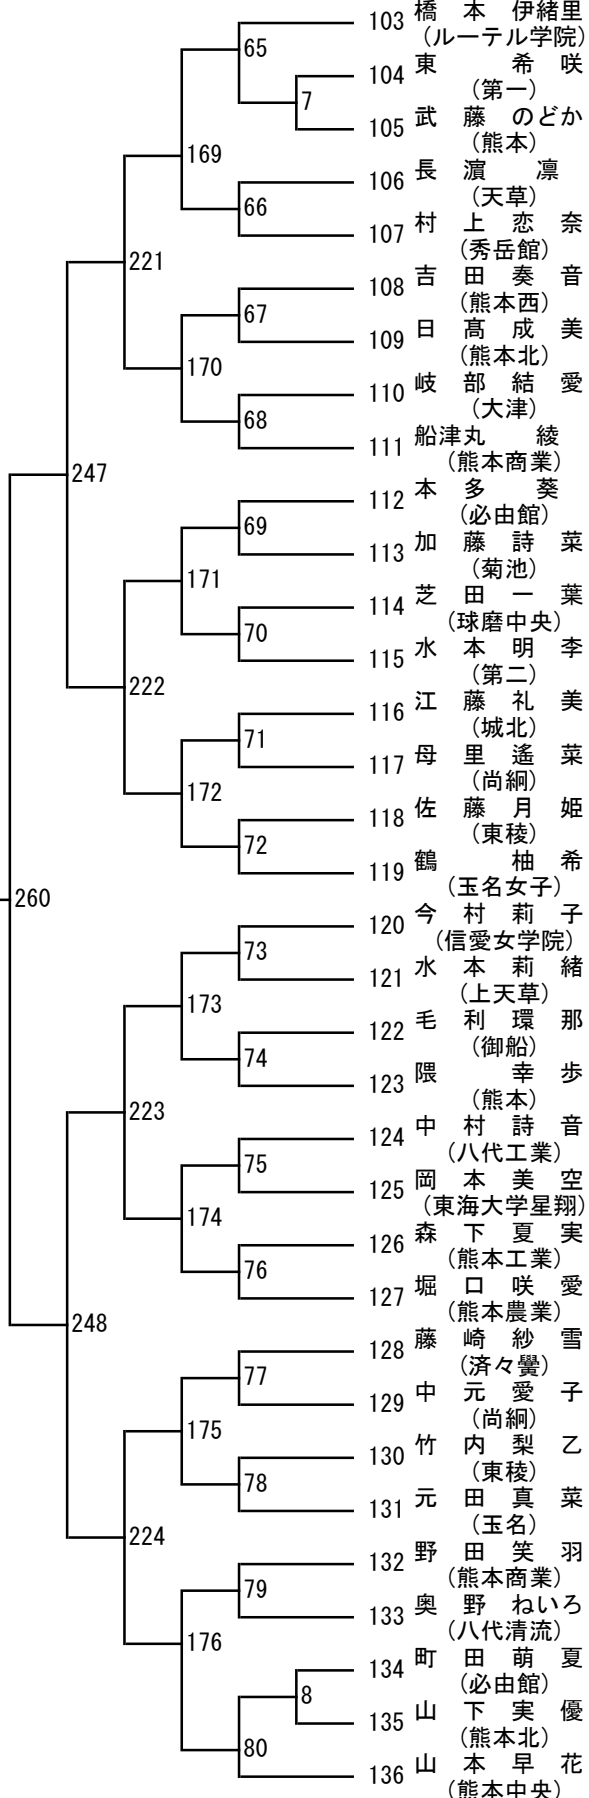 103 橋本 伊緒里
(ルーテル学院)
65
104 東 希咲
(第一)
7
105 武藤 のどか
(熊本)
169
106 長濵 凛
(天草)
66
107 村上 恋奈
(秀岳館)
221
108 吉田 奏音
(熊本西)
67
109 日髙 成美
(熊本北)
170
110 岐部 結愛
(大津)
68
111 船津丸 綾
(熊本商業)
247
112 本多 葵
(必由館)
69
113 加藤 詩菜
(菊池)
171
114 芝田 一葉
(球磨中央)
70
115 水本 明李
(第二)
222
116 江藤 礼美
(城北)
71
117 母里 遙菜
(尚絅)
172
118 佐藤 月姫
(東稜)
72
119 鶴 柚希
(玉名女子)
260
120 今村 莉子
(信愛女学院)
73
121 水本 莉緒
(上天草)
173
122 毛利 環那
(御船)
74
123 隈 幸歩
(熊本)
223
124 中村 詩音
(八代工業)
75
125 岡本 美空
(東海大学星翔)
174
126 森下 夏実
(熊本工業)
76
127 堀口 咲愛
(熊本農業)
248
128 藤崎 紗雪
(済々黌)
77
129 中元 愛子
(尚絅)
175
130 竹内 梨乙
(東稜)
78
131 元田 真菜
(玉名)
224
132 野田 笑羽
(熊本商業)
79
133 奥野 ねいろ
(八代清流)
176
134 町田 萌夏
(必由館)
8
135 山下 実優
(熊本北)
80
136 山本 早花
(熊本中央)